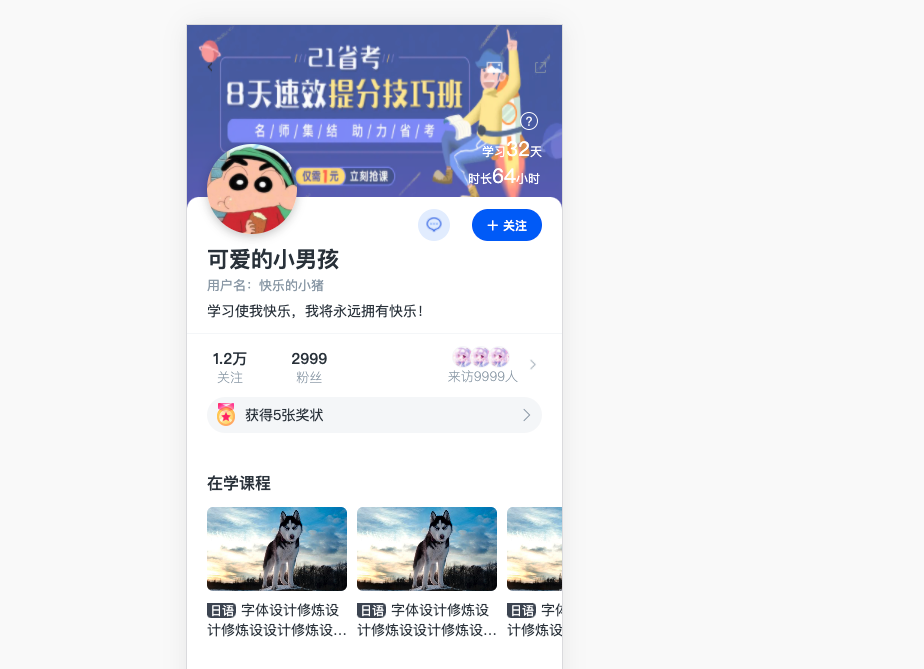 21省考
8天速效提分技巧班
名/师/集/结 助/力/省/考
?
学习32天
仅需1元 立刻抢课
时长64小时
+ 关注
可爱的小男孩
用户名：快乐的小猪
学习使我快乐，我将永远拥有快乐！
1.2万 2999
关注 粉丝 来访9999人
获得5张奖状
在学课程
日语 字体设计修炼设 日语 字体设计修炼设 日语 字体
计修炼设设计修炼设… 计修炼设设计修炼设… 计修炼设